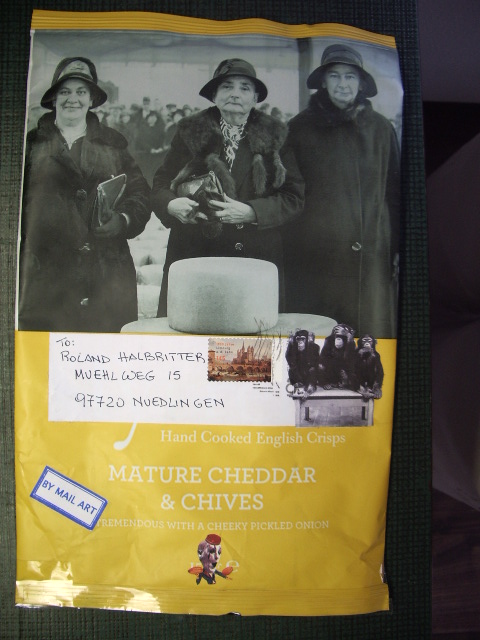 TO:
ROLAND HALBRITTER
MUEHLWEG 15
97720 NUEDLINGEN
Hand Cooked English Crisps
MATURE CHEDDAR
& CHIVES
TREMENDOUS WITH A CHEEKY PICKLED ONION
BY MAIL ART